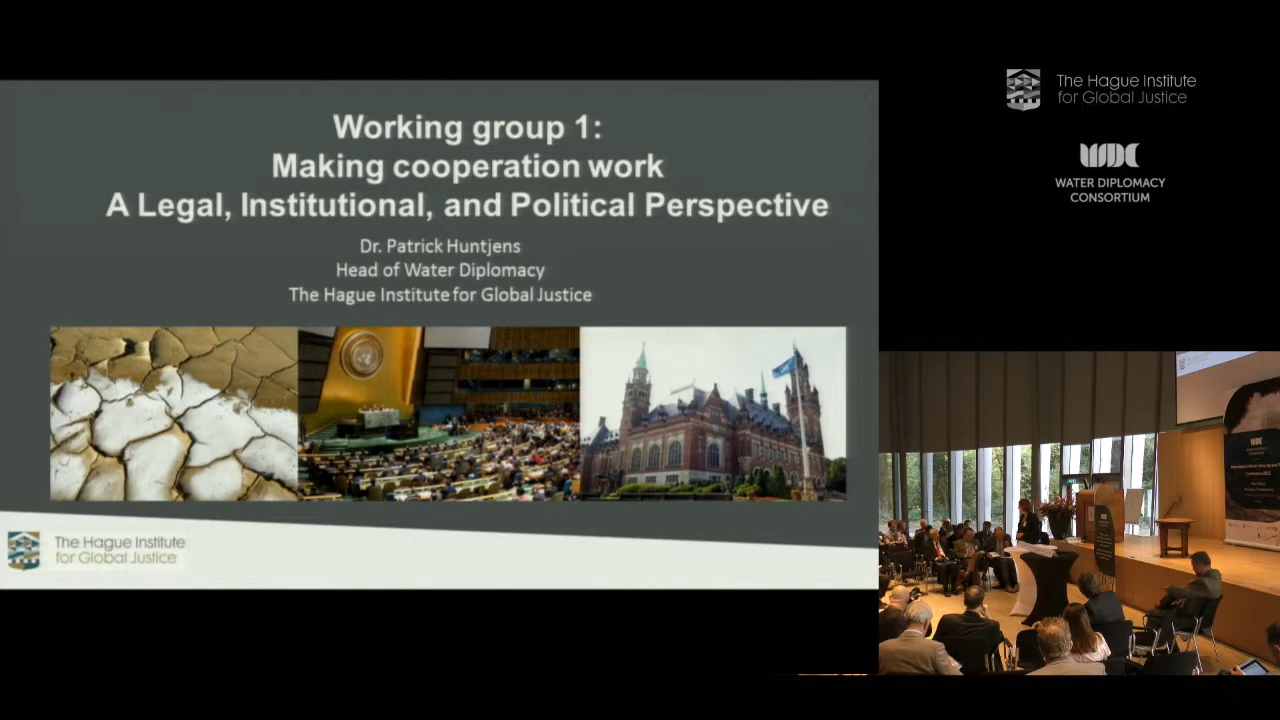 Working group 1:
Making cooperation work
A Legal, Institutional, and Political Perspective
Dr. Patrick Huntjens
Head of Water Diplomacy
The Hague Institute for Global Justice
The Hague Institute
for Global Justice
The Hague Institute
for Global Justice
WDC
WATER DIPLOMACY
CONSORTIUM